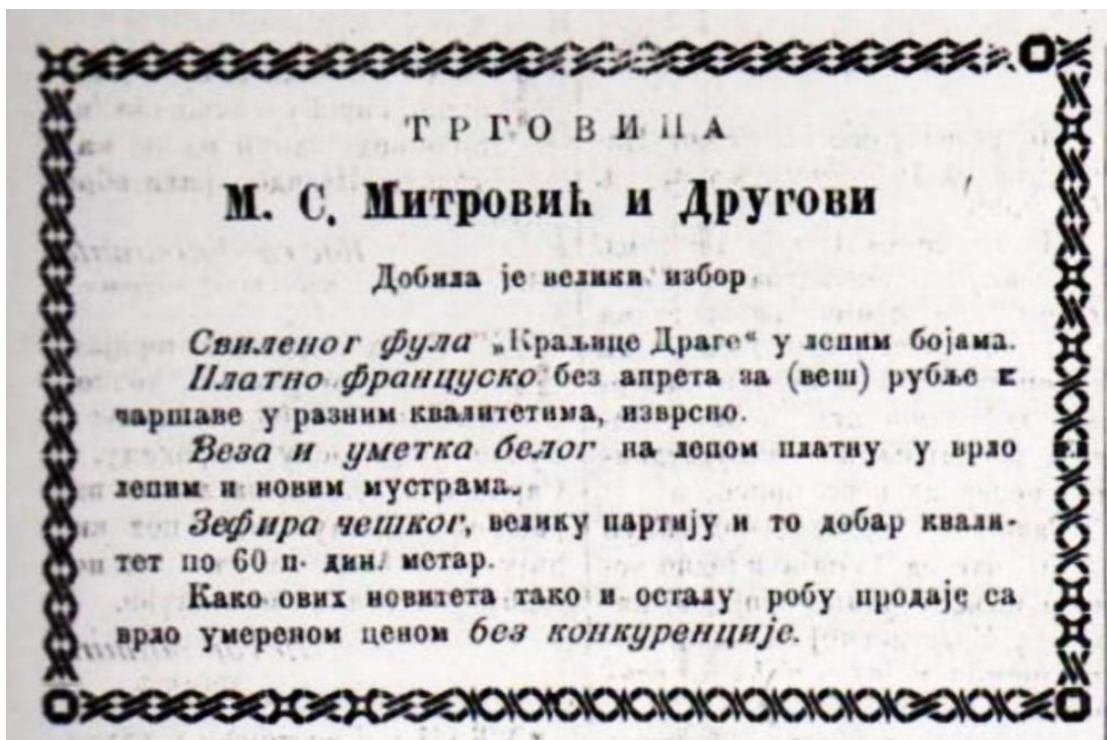 ТРГОВИНА
М. С. Митровић и Другови
Добила је велики избор
Свиленог фула „Краљице Драге“ у лепим бојама.
Платно француско без апрета за (веш) рубље и
чаршаве у разним квалитетима, изврсно.
Веза и уметка белог на лепом платну у врло
лепим и новим мустрама.
Зефира чешког, велику партију и то добар квали-
тет по 60 п. дин. метар.
Како ових новитета тако и осталу робу продаје са
врло умереном ценом без конкуренције.